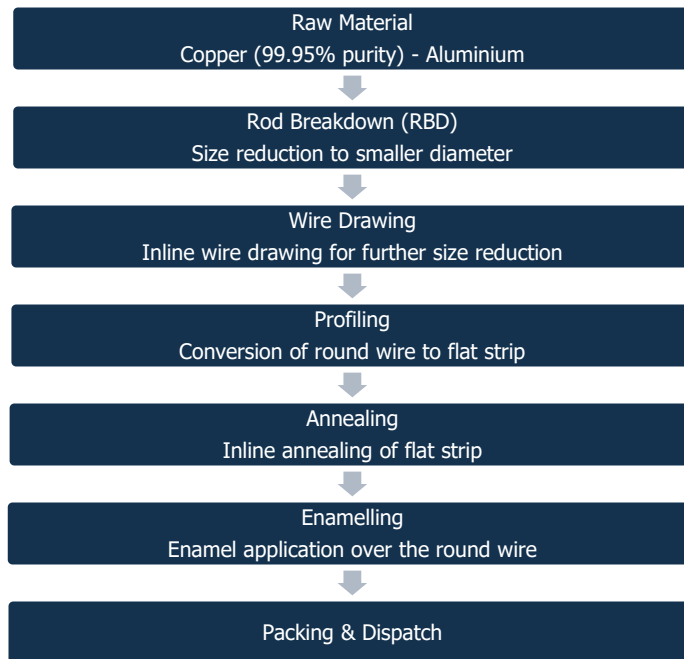 Raw Material
Copper (99.95% purity) - Aluminium
Rod Breakdown (RBD)
Size reduction to smaller diameter
Wire Drawing
Inline wire drawing for further size reduction
Profiling
Conversion of round wire to flat strip
Annealing
Inline annealing of flat strip
Enamelling
Enamel application over the round wire
Packing & Dispatch